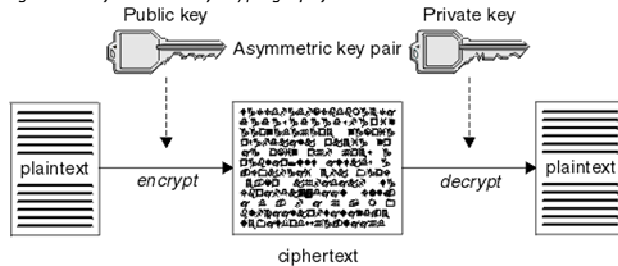 Public key
Private key
Asymmetric key pair
plaintext
encrypt
decrypt
plaintext
ciphertext